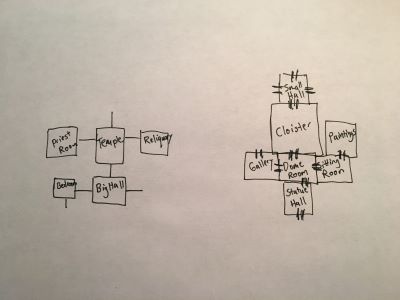 Priest
Room
Temple
Reliquary
Bedroom
Big Hall
Small
Hall
Cloister
Paintings
Gallery
Dome
Room
Sitting
Room
Statue
Hall